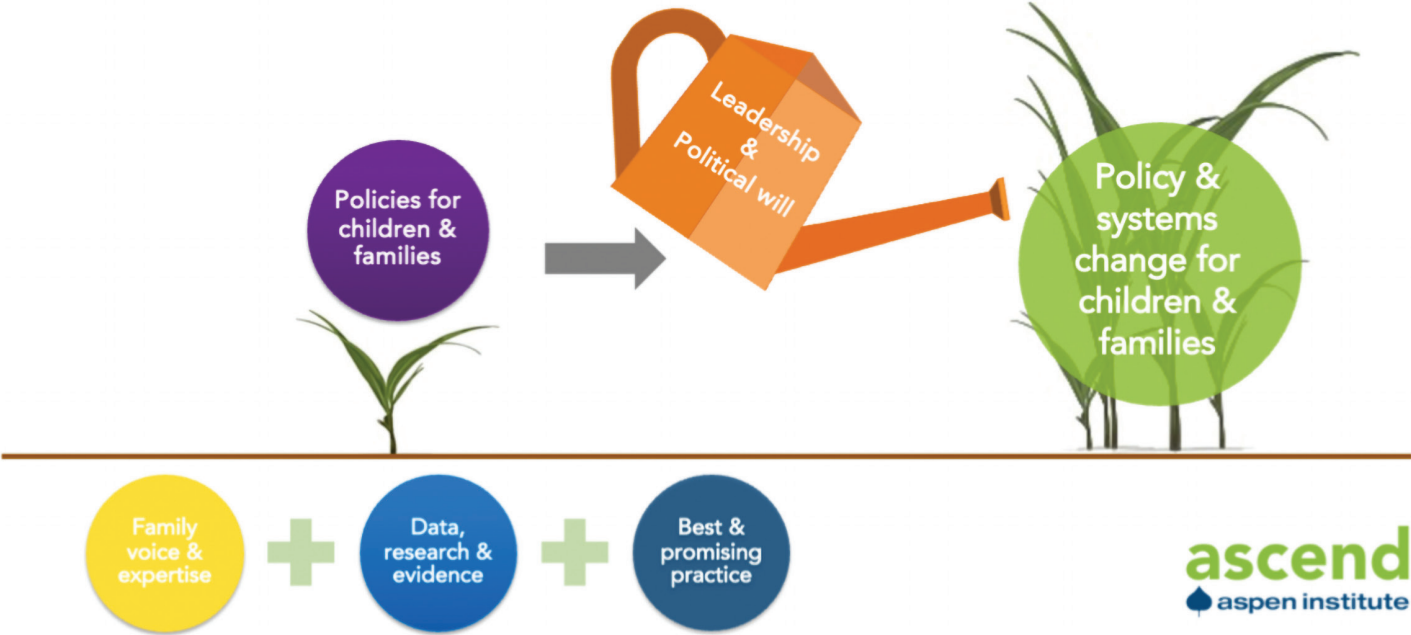 Leadership
&
Political will
Policies for
children &
families
Policy &
systems
change for
children &
families
Family
voice &
expertise
Data,
research &
evidence
Best &
promising
practice
ascend
aspen institute